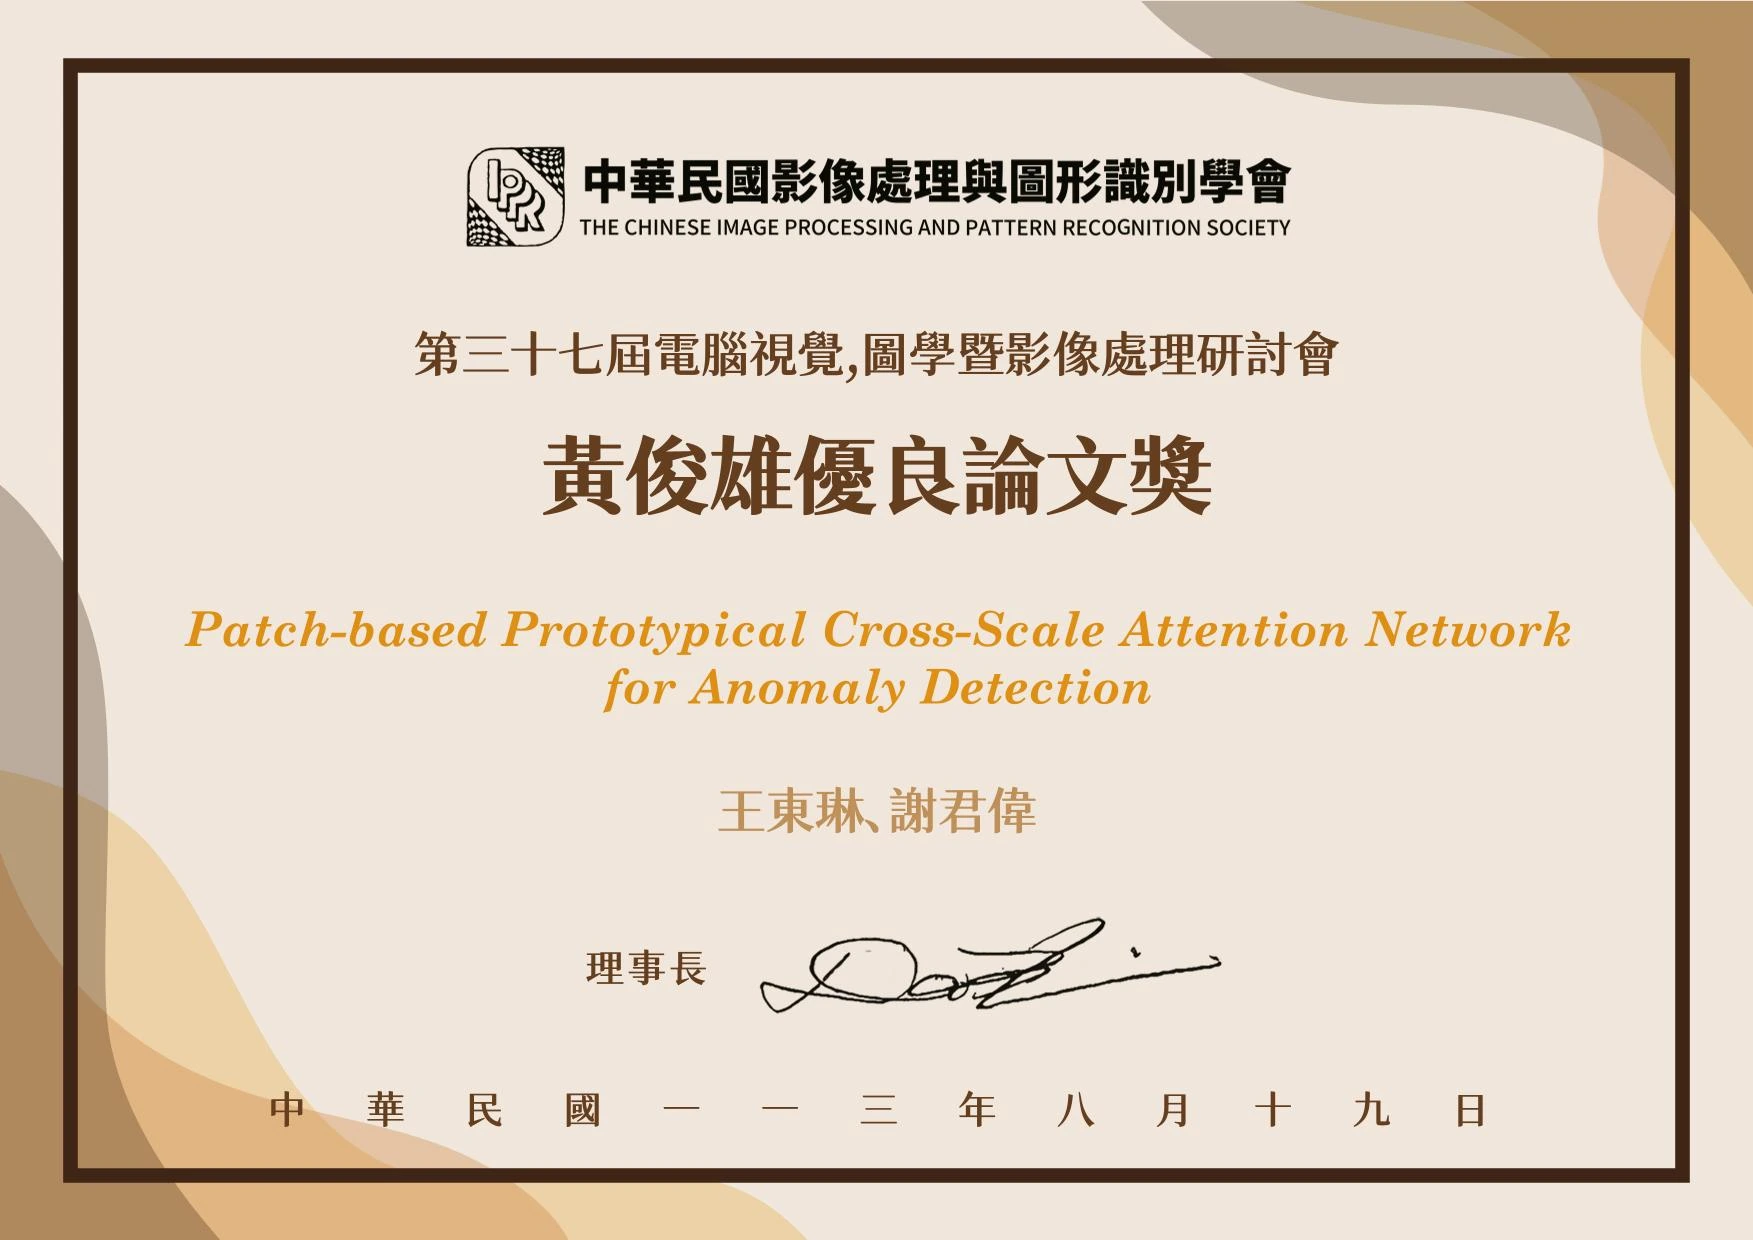 IPPR
中華民國影像處理與圖形識別學會
THE CHINESE IMAGE PROCESSING AND PATTERN RECOGNITION SOCIETY
第三十七屆電腦視覺,圖學暨影像處理研討會
黃俊雄優良論文獎
Patch-based Prototypical Cross-Scale Attention Network
for Anomaly Detection
王東琳、謝君偉
理事長
中華民國一一三年八月十九日